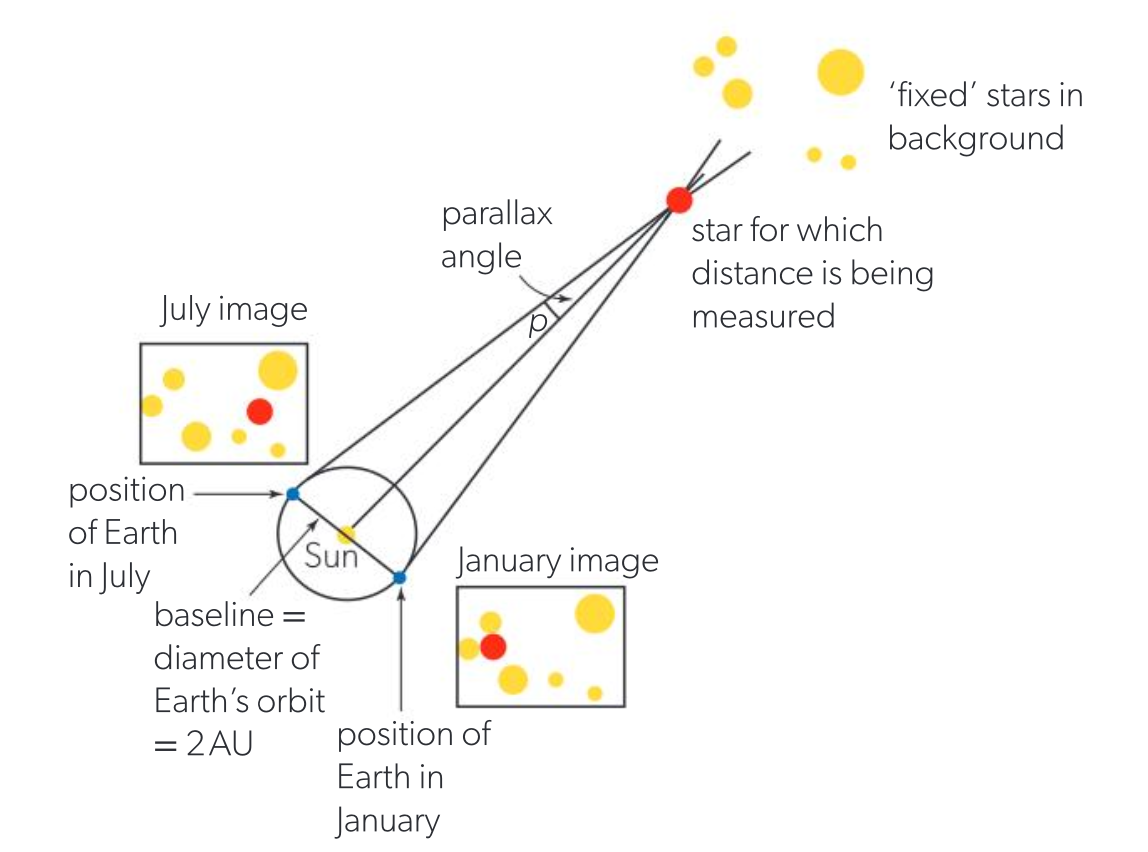 ‘fixed’ stars in
background
parallax
angle
star for which
distance is being
measured
p
July image
position
of Earth
in July
Sun
January image
baseline =
diameter of
Earth’s orbit
= 2 AU
position of
Earth in
January